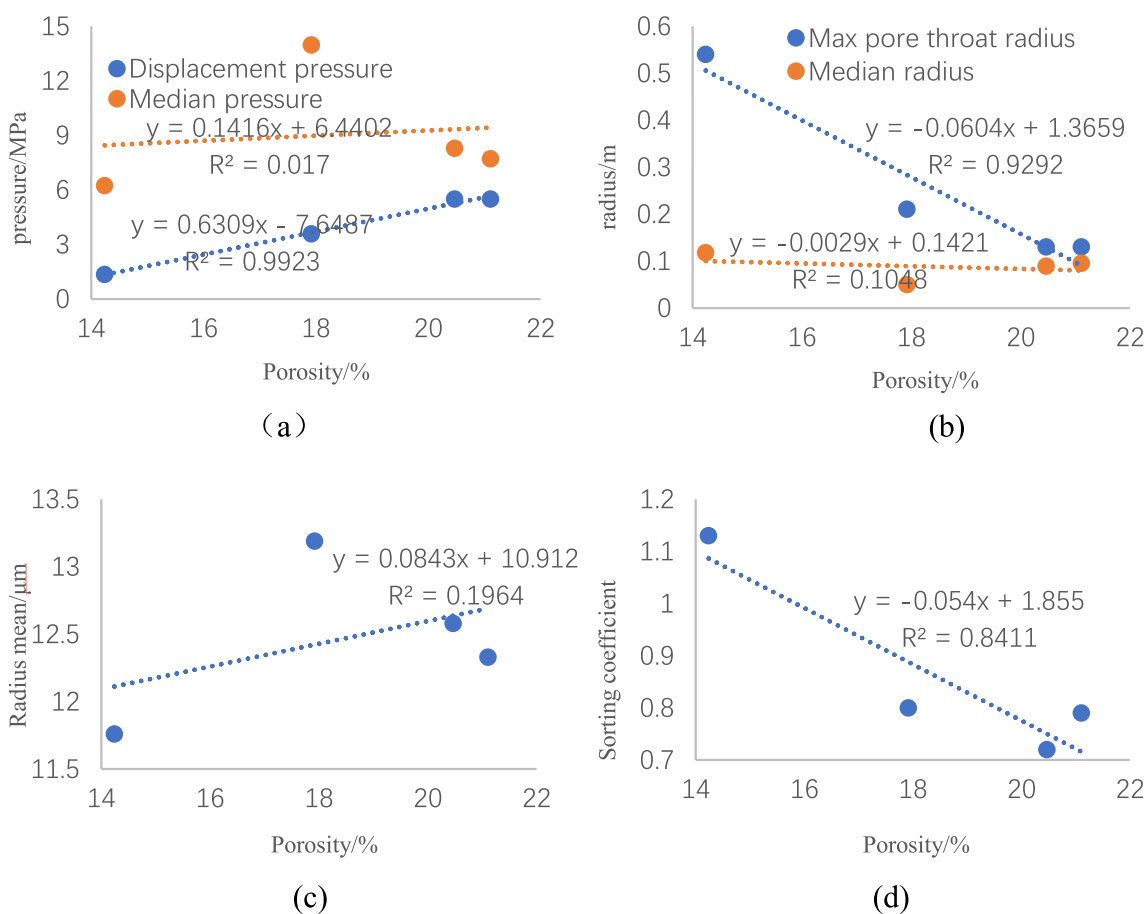 15
12
9
6
3
0
pressure/MPa
Displacement pressure
Median pressure
y = 0.1416x + 6.4402
R² = 0.017
y = 0.6309x - 7.6487
R² = 0.9923
14
16
18
20
22
Porosity/%
（a）
0.6
0.5
0.4
0.3
0.2
0.1
0
radius/m
Max pore throat radius
Median radius
y = -0.0604x + 1.3659
R² = 0.9292
y = -0.0029x + 0.1421
R² = 0.1048
14
16
18
20
22
Porosity/%
(b)
13.5
13
12.5
12
11.5
Radius mean/μm
y = 0.0843x + 10.912
R² = 0.1964
14
16
18
20
22
Porosity/%
(c)
1.2
1.1
1
0.9
0.8
0.7
Sorting coefficient
y = -0.054x + 1.855
R² = 0.8411
14
16
18
20
22
Porosity/%
(d)